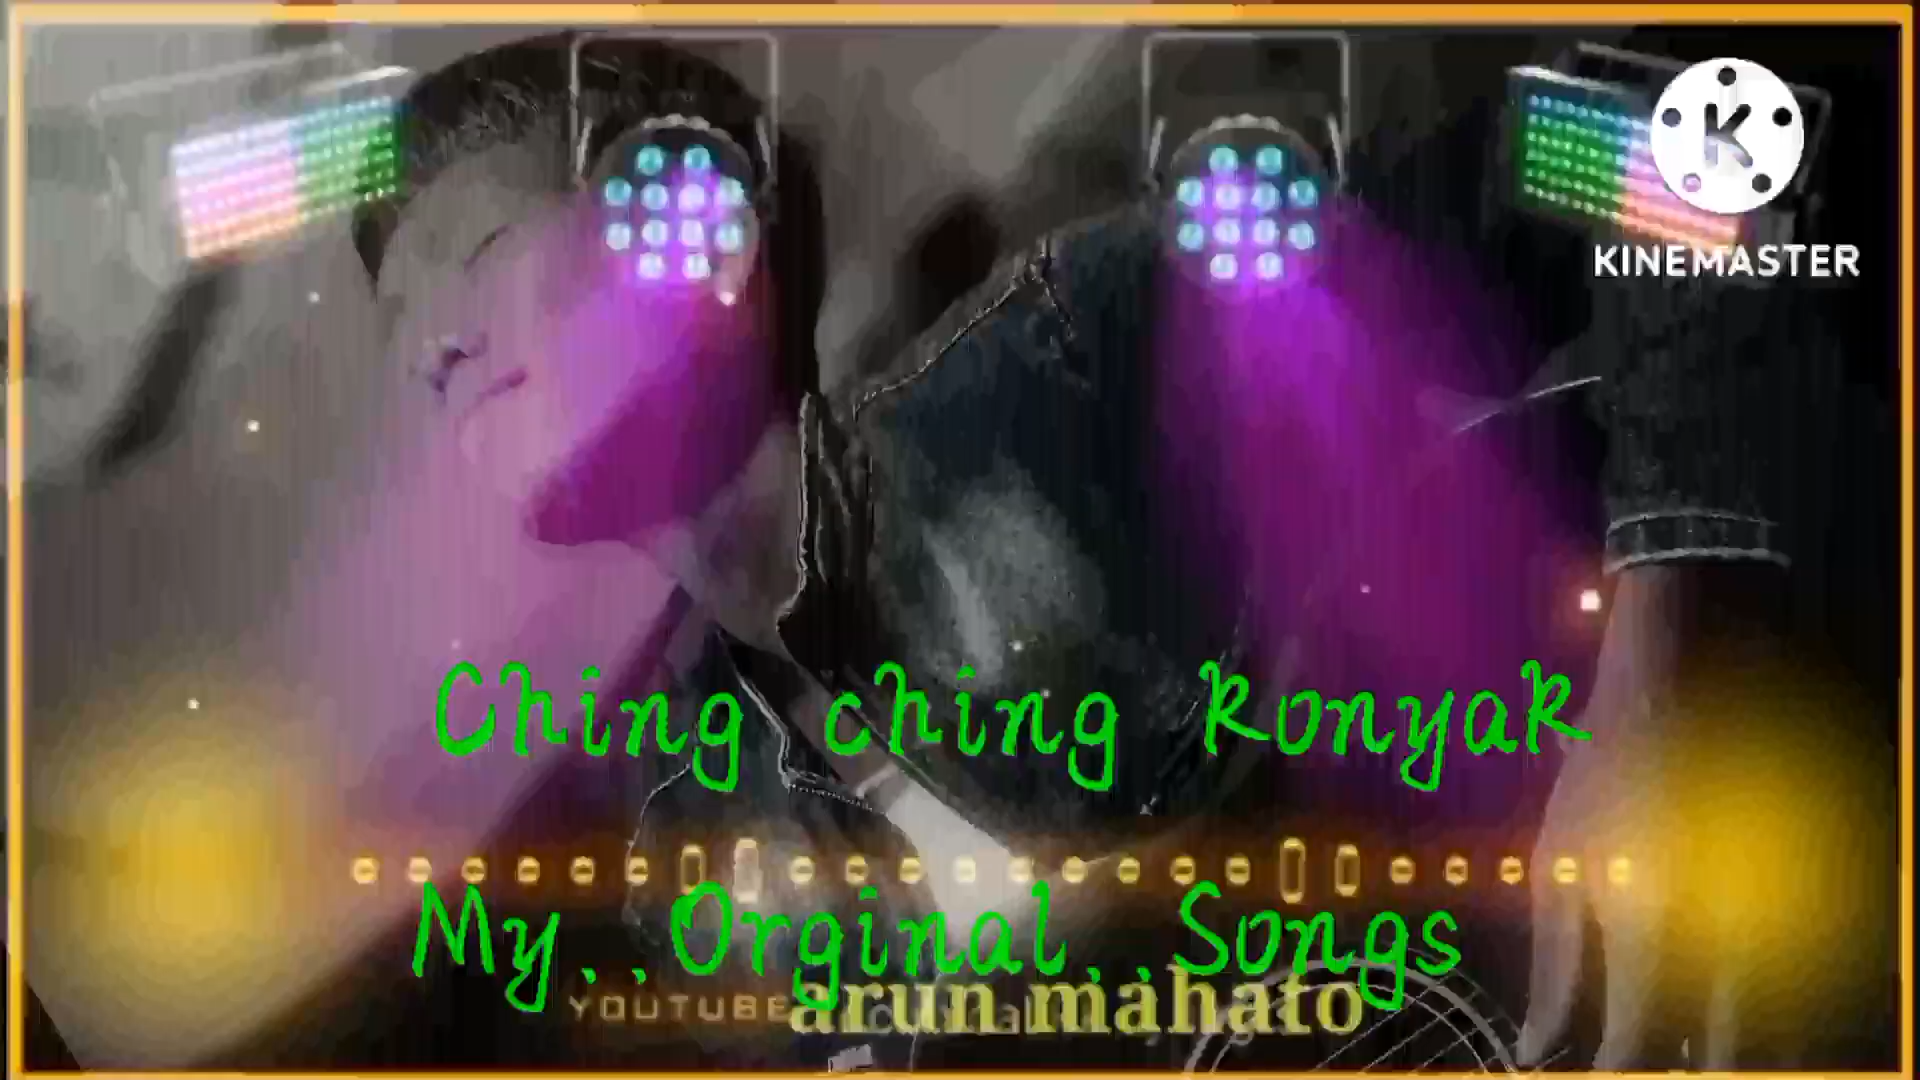 K
KINEMASTER
Ching ching konyak
My..Orginal..Songs
YOUTUBE
arun mahato